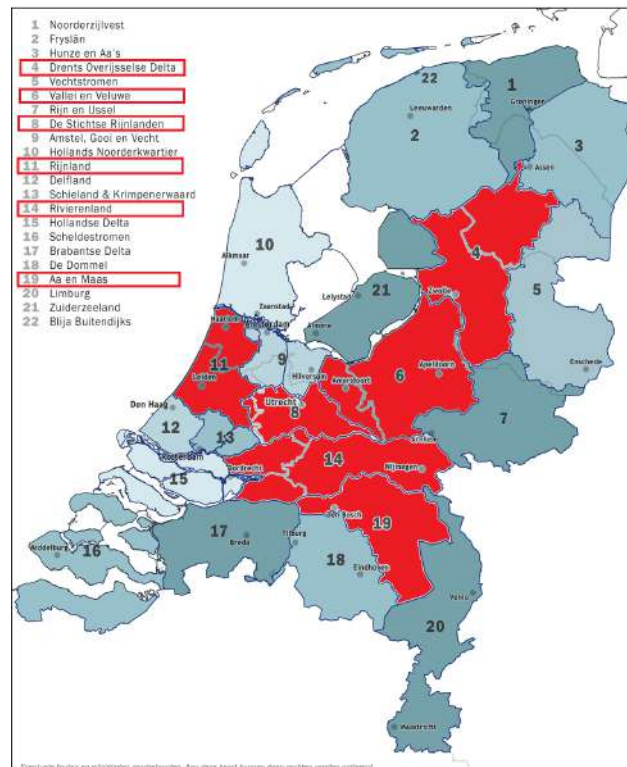 1 Noorderzijlvest
2 Fryslân
3 Hunze en Aa's
4 Drents Overijsselse Delta
5 Vechtstromen
6 Vallei en Veluwe
7 Rijn en IJssel
8 De Stichtse Rijnlanden
9 Amstel, Gooi en Vecht
10 Hollands Noorderkwartier
11 Rijnland
12 Delfland
13 Schieland & Krimpenerwaard
14 Rivierenland
15 Hollandse Delta
16 Scheldestromen
17 Brabantse Delta
18 De Dommel
19 Aa en Maas
20 Limburg
21 Zuiderzeeland
22 Blija Buitendijks
22
1
Leeuwarden
Groningen
2
3
Assen
10
4
Alkmaar
21
5
Zwolle
Lelystad
Zaanstad
Haarlem
Amsterdam
Almere
Enschede
11
9
Hilversum
Amersfoort
6
Apeldoorn
Leiden
Den Haag
Utrecht
8
7
12
13
Arnhem
Rotterdam
Dordrecht
14
Nijmegen
15
Den Bosch
19
17
Breda
Tilburg
16
Middelburg
18
Eindhoven
Venlo
20
Maastricht